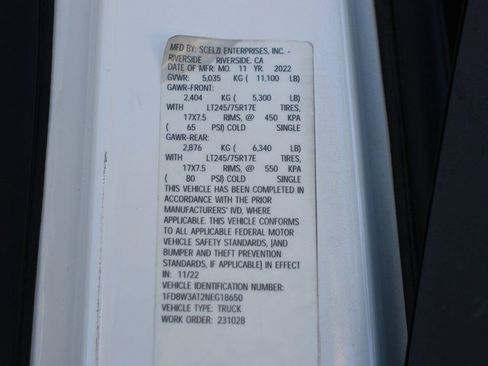 MFD BY: SCELZI ENTERPRISES, INC. -
RIVERSIDE RIVERSIDE, CA
DATE OF MFR: MO. 11 YR. 2022
GVWR: 5,035 KG ( 11,100 LB)
GAWR-FRONT:
2,404 KG ( 5,300 LB)
WITH LT245/75R17E TIRES,
17X7.5 RIMS, @ 450 KPA
( 65 PSI) COLD SINGLE
GAWR-REAR:
2,876 KG ( 6,340 LB)
WITH LT245/75R17E TIRES,
17X7.5 RIMS, @ 550 KPA
( 80 PSI) COLD SINGLE
THIS VEHICLE HAS BEEN COMPLETED IN
ACCORDANCE WITH THE PRIOR
MANUFACTURERS' IVD, WHERE
APPLICABLE. THIS VEHICLE CONFORMS
TO ALL APPLICABLE FEDERAL MOTOR
VEHICLE SAFETY STANDARDS, [AND
BUMPER AND THEFT PREVENTION
STANDARDS, IF APPLICABLE] IN EFFECT
IN: 11/22
VEHICLE IDENTIFICATION NUMBER:
1FD8W3AT2NEG18650
VEHICLE TYPE: TRUCK
WORK ORDER: 231028